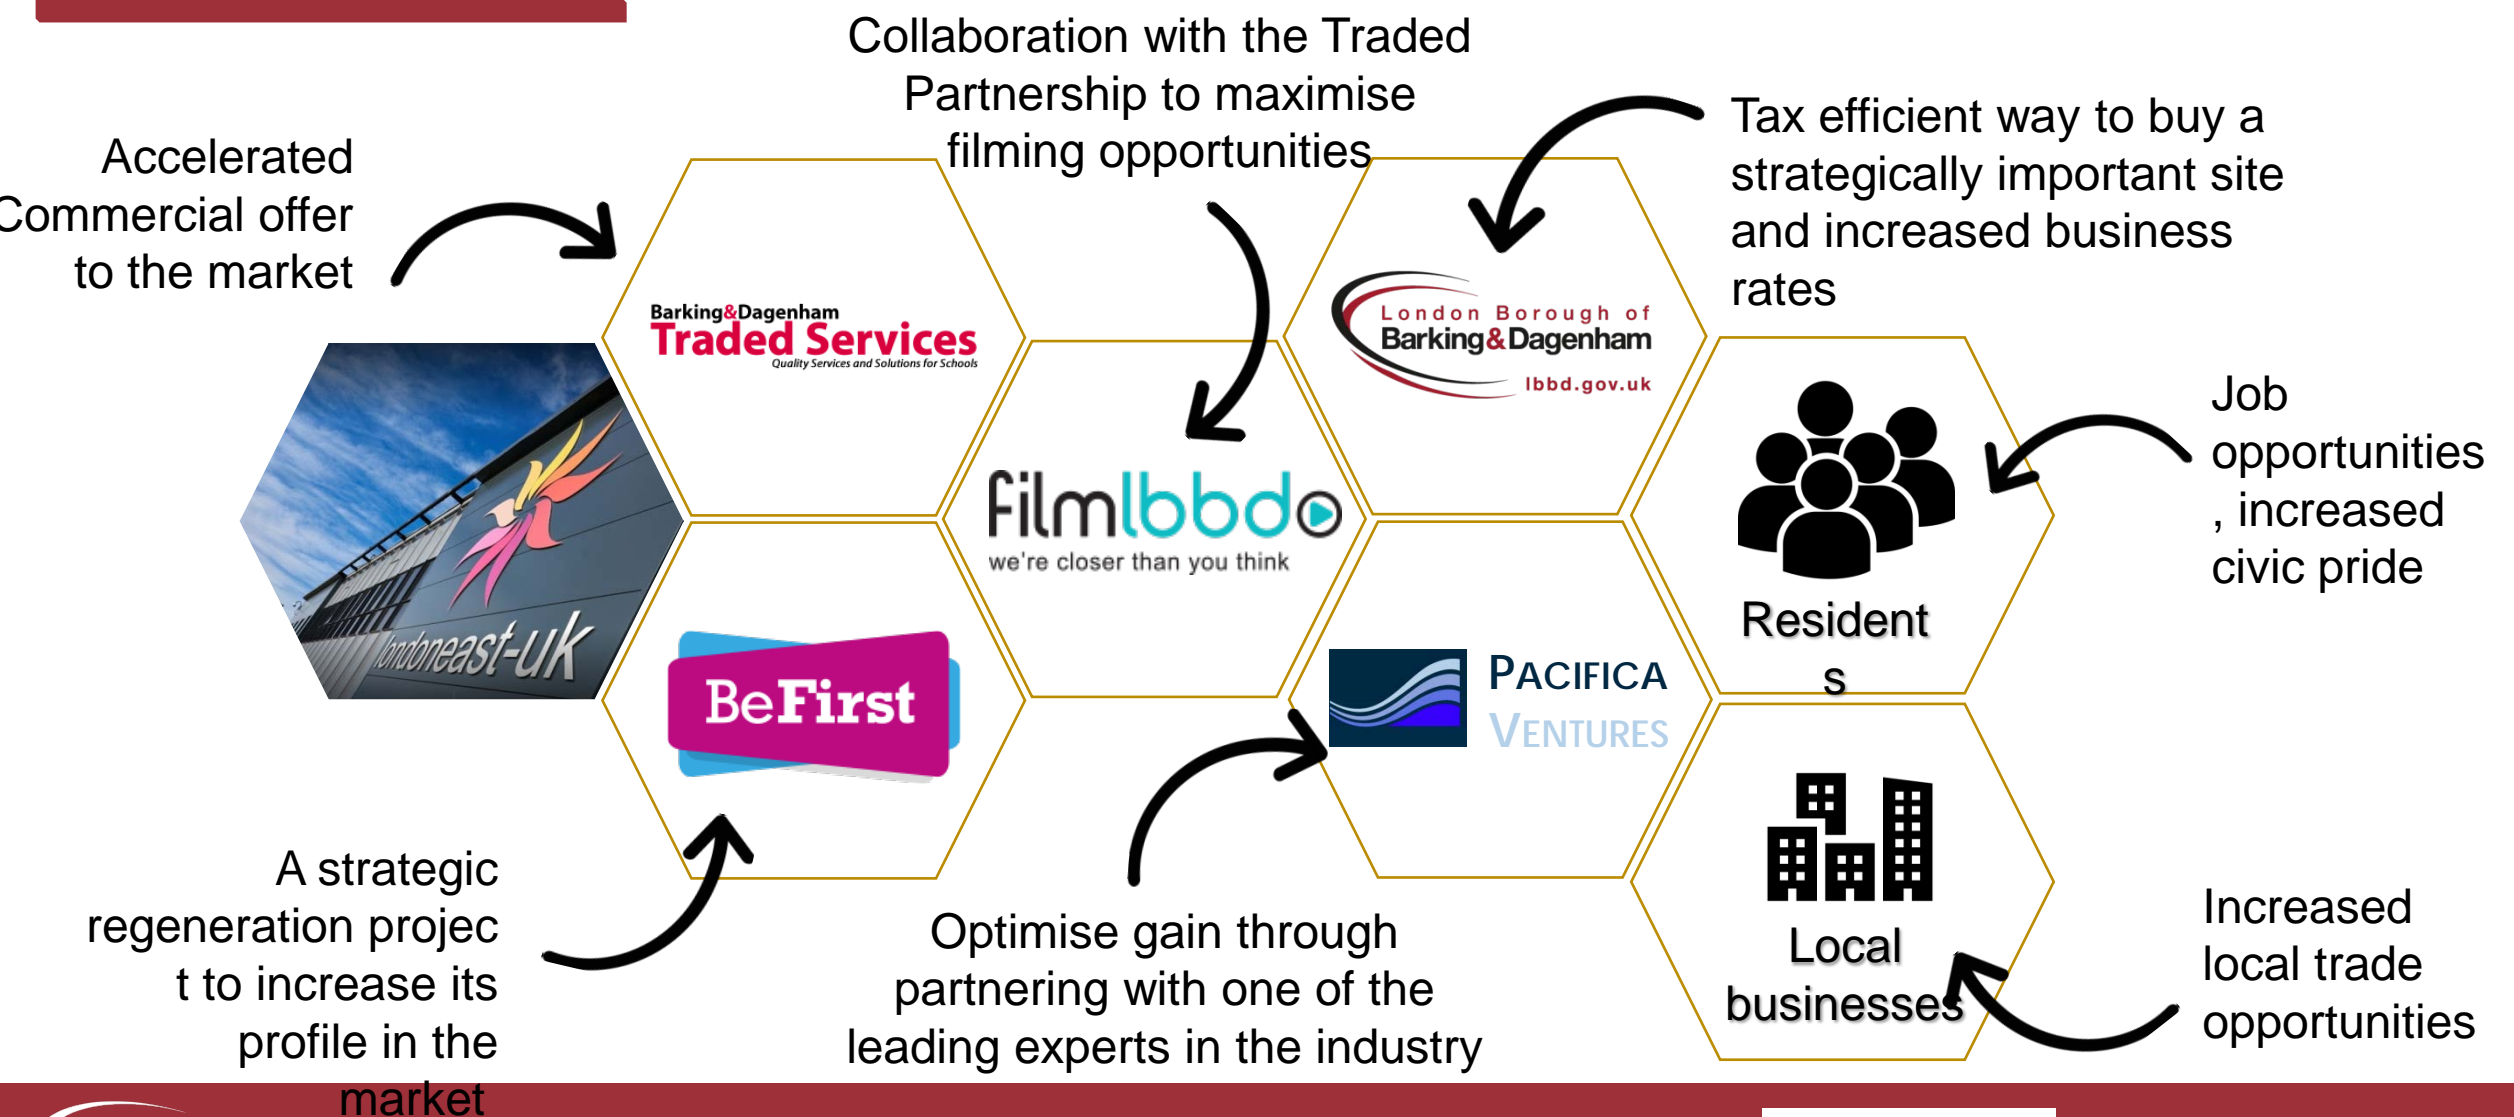 Collaboration with the Traded
Partnership to maximise
filming opportunities
Accelerated
Commercial offer
to the market
Tax efficient way to buy a
strategically important site
and increased business
rates
Barking&Dagenham
Traded Services
Quality Services and Solutions for Schools
London Borough of
Barking&Dagenham
lbbd.gov.uk
Job
opportunities
, increased
civic pride
filmlbbd
we're closer than you think
londoneast-uk
Resident
s
BeFirst
PACIFICA
VENTURES
A strategic
regeneration projec
t to increase its
profile in the
market
Optimise gain through
partnering with one of the
leading experts in the industry
Local
businesses
Increased
local trade
opportunities